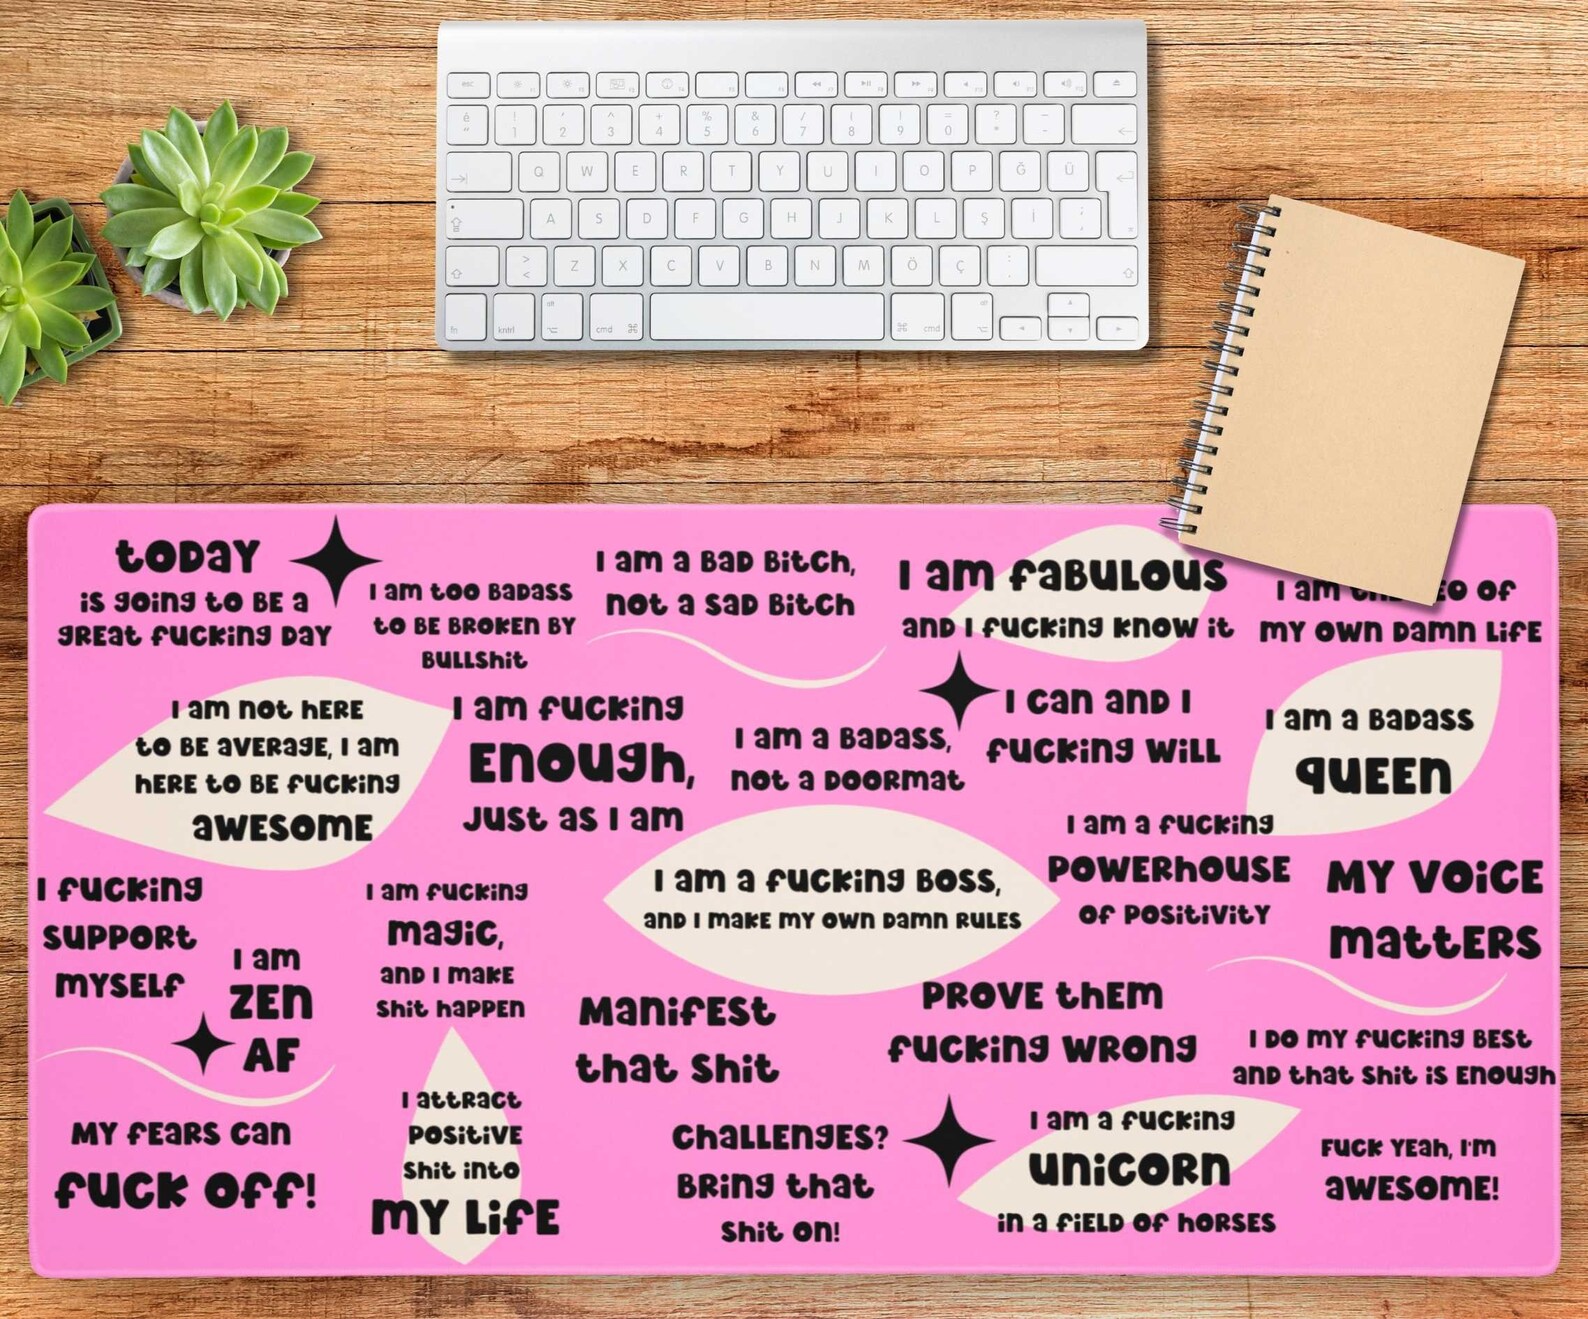 esc
é " ! 1 ' 2 ^ 3 + 4 % 5 & 6 / 7 ( 8 ) 9 = 0 ? * _ -
Q W E R T Y U I O P Ğ Ü
A S D F G H J K L Ş İ ; ,
> < Z X C V B N M Ö Ç : .
fn kntrl alt cmd cmd alt
TODAY
IS GOING TO BE A
GREAT FUCKING DAY
I AM TOO BADASS
TO BE BROKEN BY
BULLSHIT
I AM A BAD BITCH,
NOT A SAD BITCH
I AM FABULOUS
AND I FUCKING KNOW IT
I AM OF
MY OWN DAMN LIFE
I AM NOT HERE
TO BE AVERAGE, I AM
HERE TO BE FUCKING
AWESOME
I AM FUCKING
ENOUGH,
JUST AS I AM
I AM A BADASS,
NOT A DOORMAT
I CAN AND I
FUCKING WILL
I AM A BADASS
QUEEN
I FUCKING
SUPPORT
MYSELF
I AM
ZEN
AF
I AM FUCKING
MAGIC,
AND I MAKE
SHIT HAPPEN
I AM A FUCKING BOSS,
AND I MAKE MY OWN DAMN RULES
I AM A FUCKING
POWERHOUSE
OF POSITIVITY
MY VOICE
MATTERS
MANIFEST
THAT SHIT
PROVE THEM
FUCKING WRONG
I DO MY FUCKING BEST
AND THAT SHIT IS ENOUGH
MY FEARS CAN
FUCK OFF!
I ATTRACT
POSITIVE
SHIT INTO
MY LIFE
CHALLENGES?
BRING THAT
SHIT ON!
I AM A FUCKING
UNICORN
IN A FIELD OF HORSES
FUCK YEAH, I'M
AWESOME!